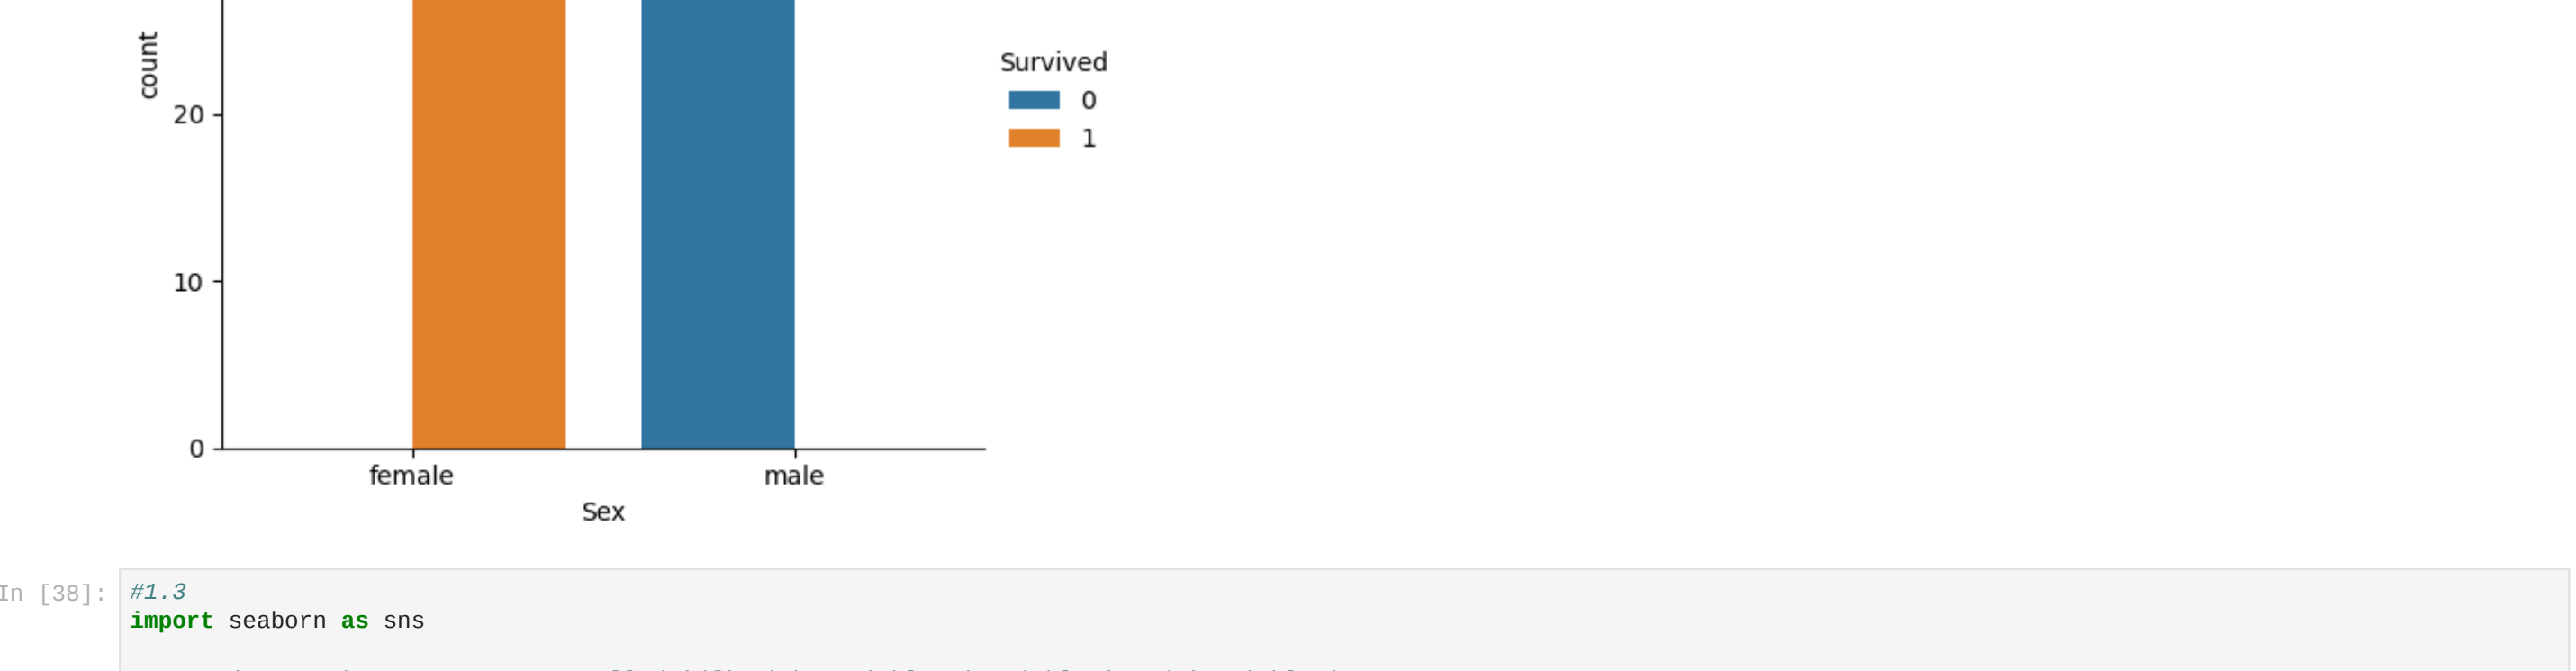 count
Survived
0
1
20
10
0
female male
Sex
In [38]:
#1.3
import seaborn as sns